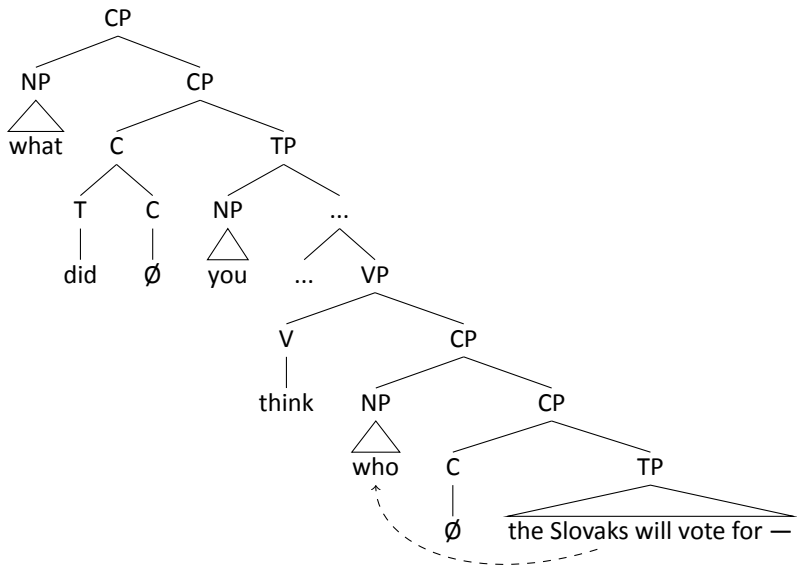 CP
NP CP
what C TP
T C NP ...
did Ø you ... VP
V CP
think NP CP
who C TP
Ø the Slovaks will vote for —